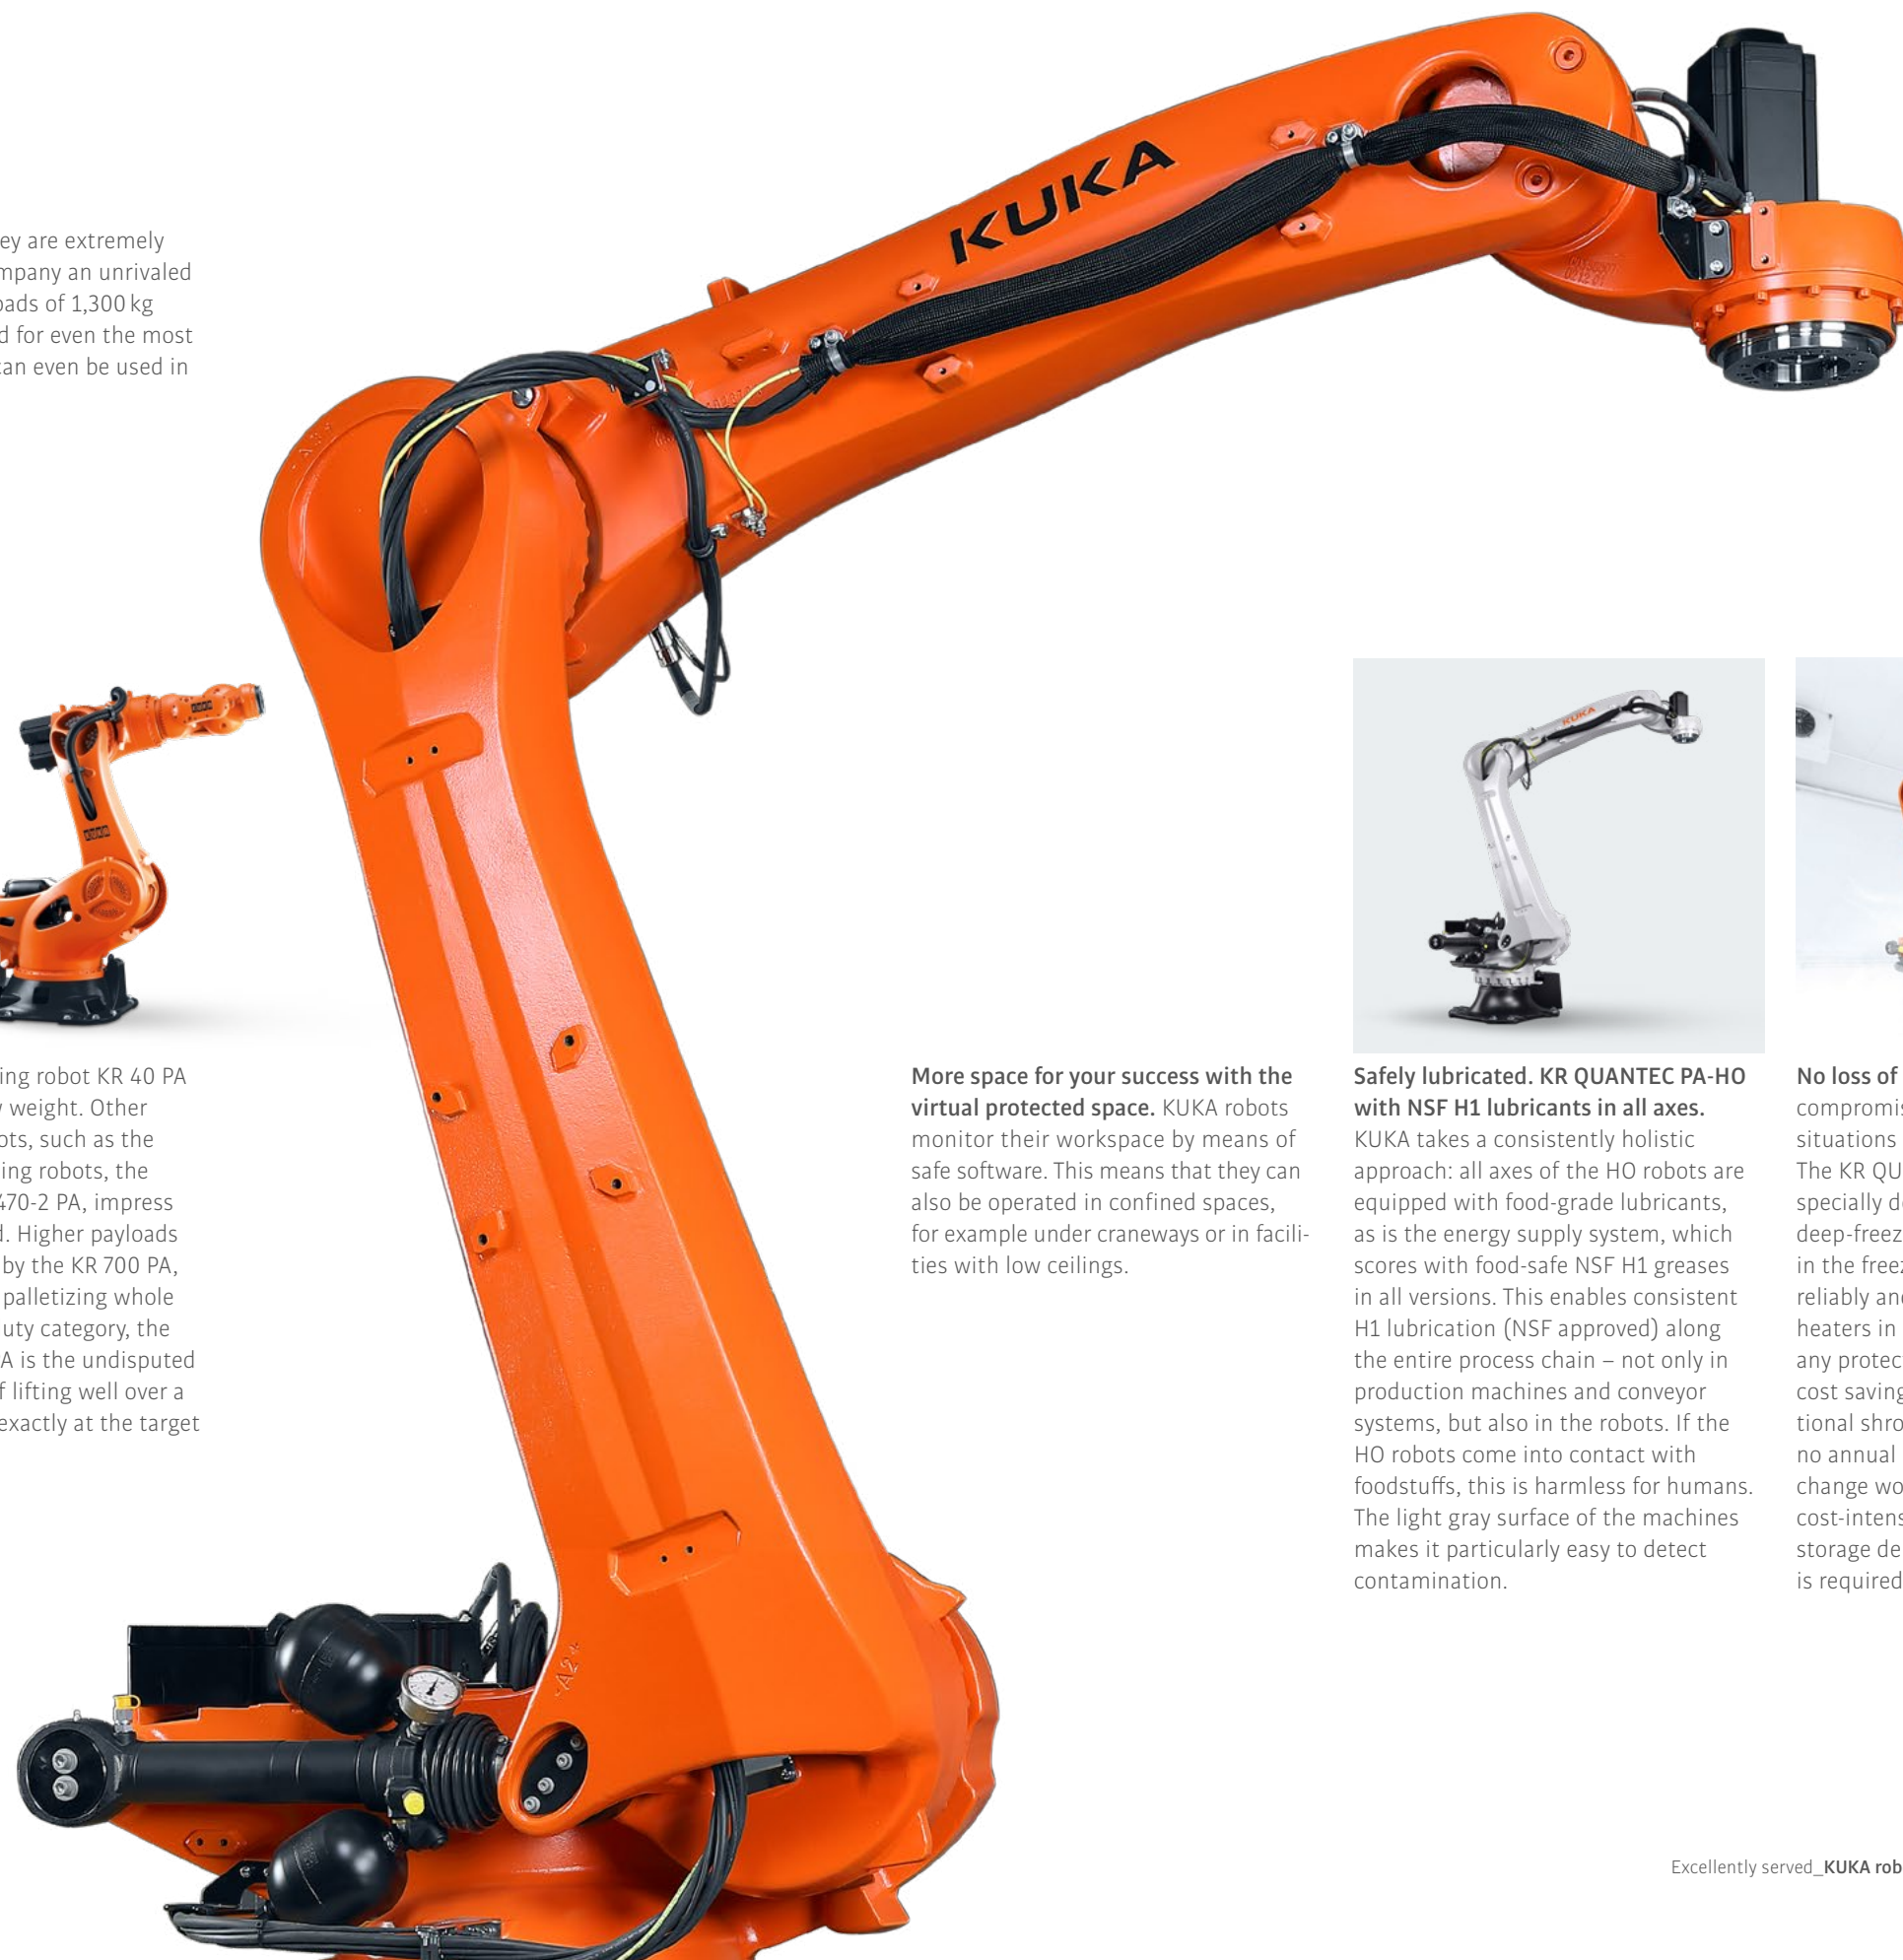 KUKA
ey are extremely
mpany an unrivaled
oads of 1,300 kg
d for even the most
can even be used in
KUKA
KUKA
KUKA
ing robot KR 40 PA
w weight. Other
ots, such as the
ing robots, the
470-2 PA, impress
d. Higher payloads
by the KR 700 PA,
palletizing whole
uty category, the
A is the undisputed
f lifting well over a
exactly at the target
More space for your success with the
virtual protected space. KUKA robots
monitor their workspace by means of
safe software. This means that they can
also be operated in confined spaces,
for example under craneways or in facili-
ties with low ceilings.
Safely lubricated. KR QUANTEC PA-HO
with NSF H1 lubricants in all axes.
KUKA takes a consistently holistic
approach: all axes of the HO robots are
equipped with food-grade lubricants,
as is the energy supply system, which
scores with food-safe NSF H1 greases
in all versions. This enables consistent
H1 lubrication (NSF approved) along
the entire process chain – not only in
production machines and conveyor
systems, but also in the robots. If the
HO robots come into contact with
foodstuffs, this is harmless for humans.
The light gray surface of the machines
makes it particularly easy to detect
contamination.
No loss of
compromis
situations
The KR QU
specially de
deep-freez
in the freez
reliably and
heaters in
any protec
cost saving
tional shro
no annual
change wo
cost-intens
storage de
is required
-A2+
Excellently served_KUKA rob